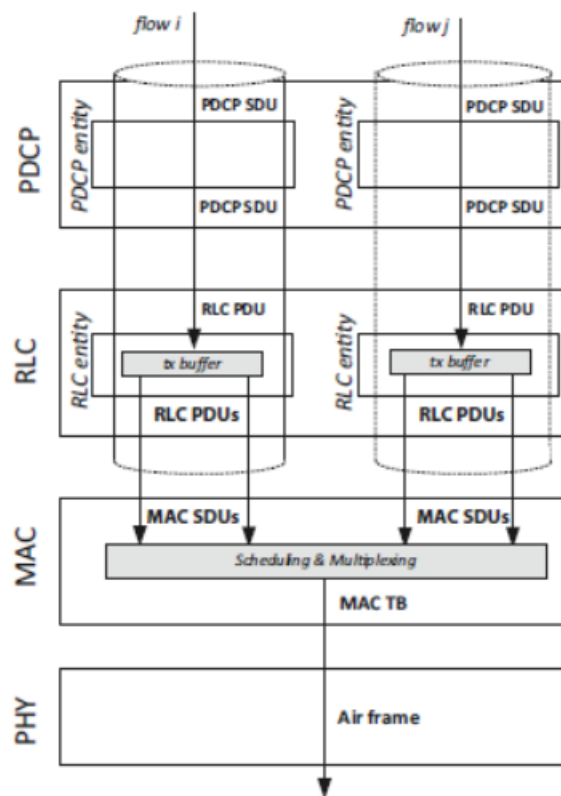 flow i
flow j
PDCP
PDCP entity
PDCP SDU
PDCP SDU
PDCP entity
PDCP SDU
PDCP SDU
RLC
RLC entity
RLC PDU
tx buffer
RLC PDUs
RLC entity
RLC PDU
tx buffer
RLC PDUs
MAC
MAC SDUs
MAC SDUs
Scheduling & Multiplexing
MAC TB
PHY
Air frame